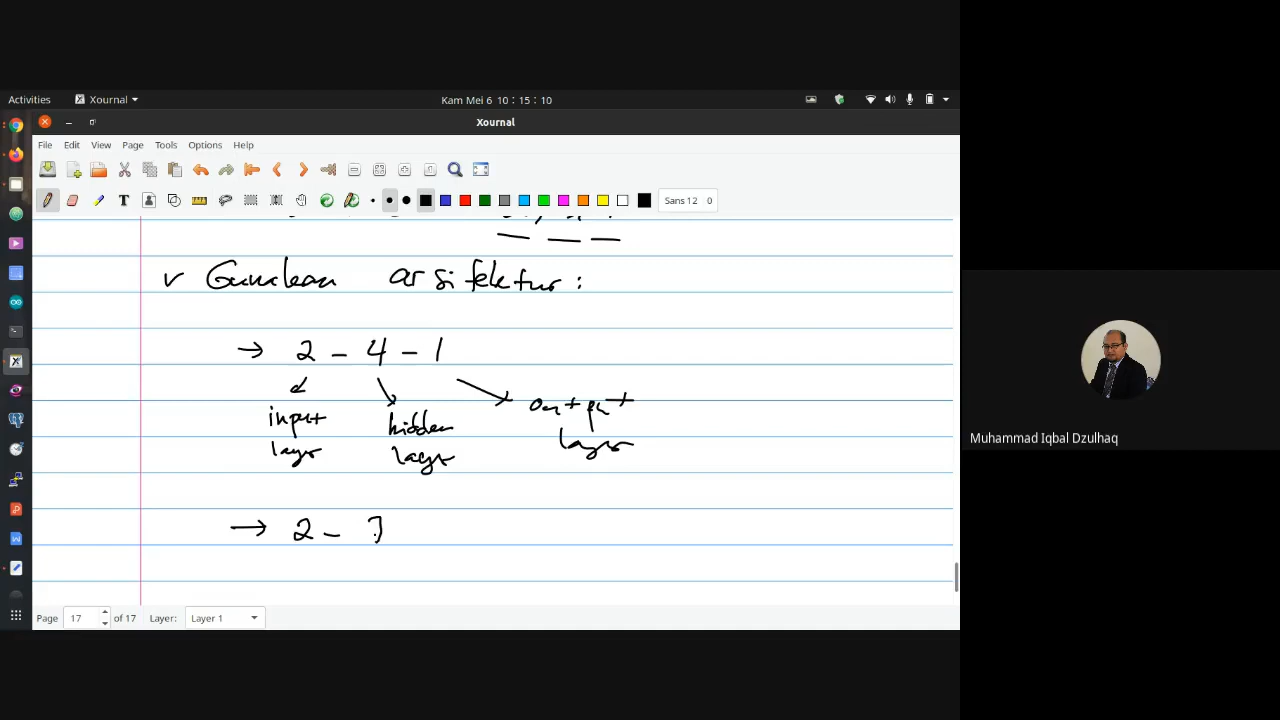 Activities Xournal Kam Mei 6 10 : 15 : 10
Xournal
File Edit View Page Tools Options Help
Sans 12 0
v Gunakan arsitektur :
→ 2 - 4 - 1
input layer
hidden layer
output layer
→ 2 - 3
Page 17 of 17 Layer: Layer 1
Muhammad Iqbal Dzulhaq